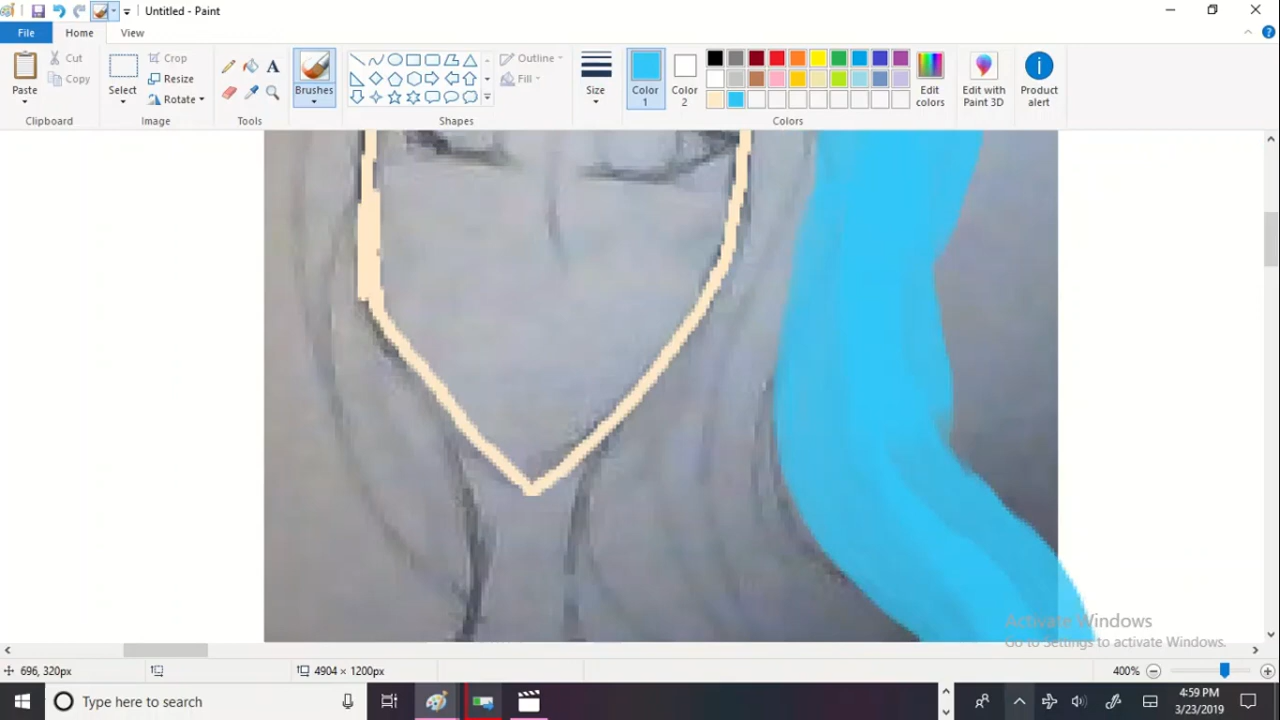 Untitled - Paint
File Home View
Paste
Cut
Copy
Clipboard
Select
Crop
Resize
Rotate
Image
A
Tools
Brushes
Outline
Fill
Shapes
Size
Color 1
Color 2
Edit colors
Colors
Edit with Paint 3D
Product alert
Activate Windows
Go to Settings to activate Windows.
696, 320px
4904 × 1200px
400%
Type here to search
4:59 PM
3/23/2019